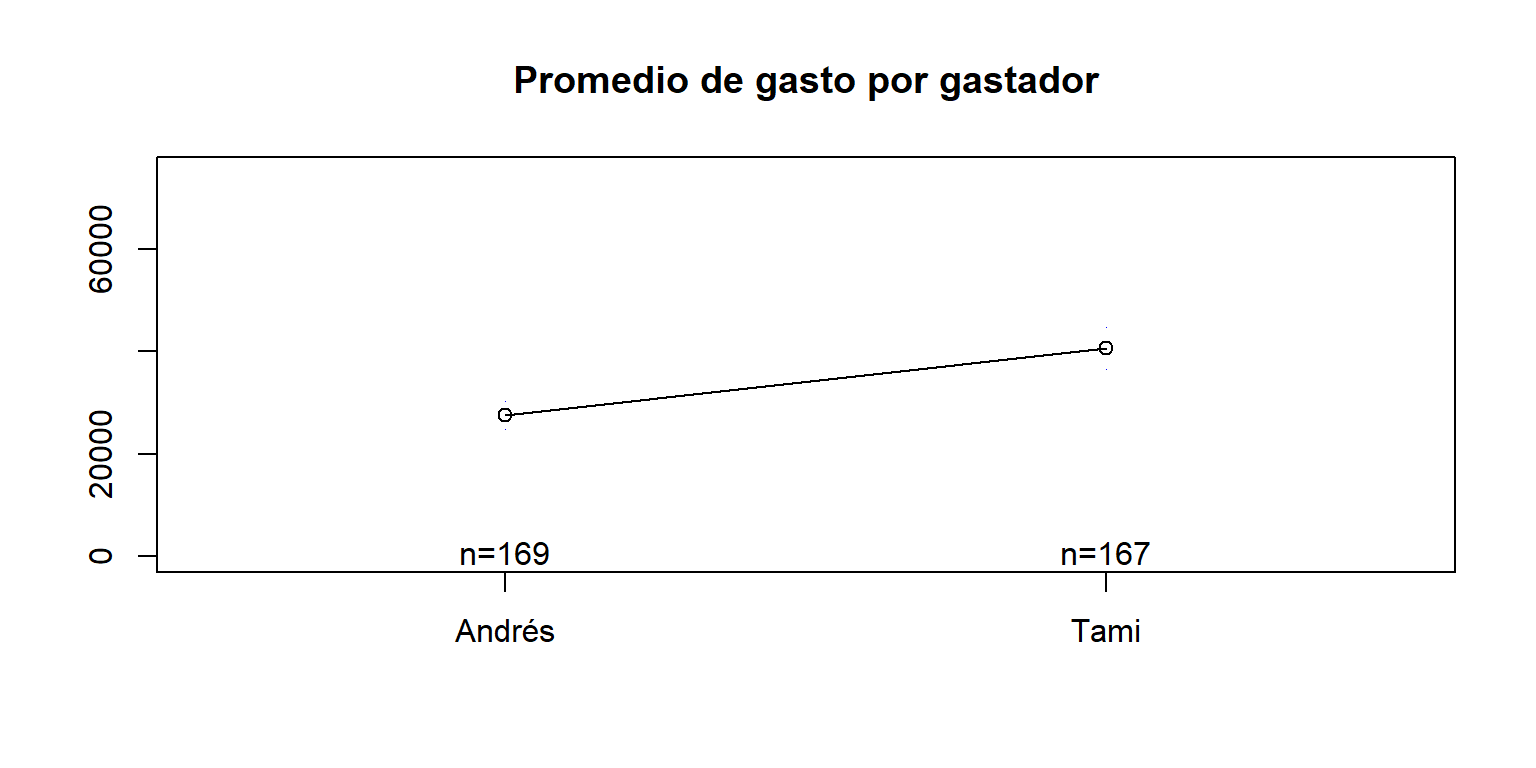 Promedio de gasto por gastador
60000
20000
0
n=169 n=167
Andrés Tami